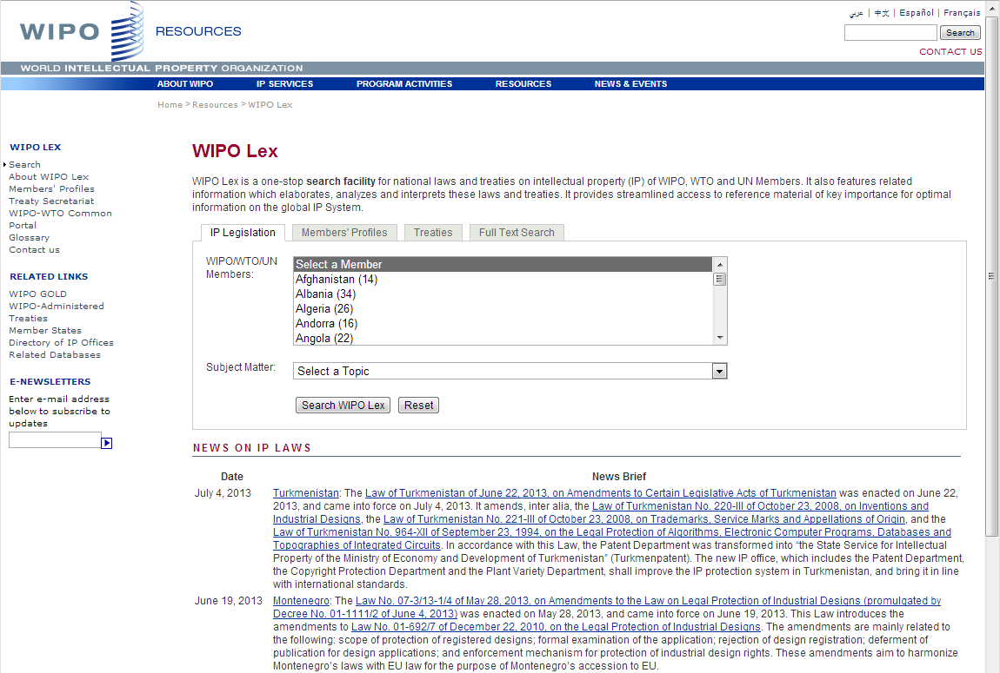 عربي | 中文 | Español | Français
WIPO
RESOURCES
Search
CONTACT US
WORLD INTELLECTUAL PROPERTY ORGANIZATION
ABOUT WIPO IP SERVICES PROGRAM ACTIVITIES RESOURCES NEWS & EVENTS
Home > Resources > WIPO Lex
WIPO LEX
Search
About WIPO Lex
Members' Profiles
Treaty Secretariat
WIPO-WTO Common
Portal
Glossary
Contact us
RELATED LINKS
WIPO GOLD
WIPO-Administered
Treaties
Member States
Directory of IP Offices
Related Databases
E-NEWSLETTERS
Enter e-mail address
below to subscribe to
updates
WIPO Lex
WIPO Lex is a one-stop search facility for national laws and treaties on intellectual property (IP) of WIPO, WTO and UN Members. It also features related
information which elaborates, analyzes and interprets these laws and treaties. It provides streamlined access to reference material of key importance for optimal
information on the global IP System.
IP Legislation Members' Profiles Treaties Full Text Search
WIPO/WTO/UN
Members:
Select a Member
Afghanistan (14)
Albania (34)
Algeria (26)
Andorra (16)
Angola (22)
Subject Matter: Select a Topic
Search WIPO Lex Reset
NEWS ON IP LAWS
Date News Brief
July 4, 2013 Turkmenistan: The Law of Turkmenistan of June 22, 2013, on Amendments to Certain Legislative Acts of Turkmenistan was enacted on June 22,
2013, and came into force on July 4, 2013. It amends, inter alia, the Law of Turkmenistan No. 220-III of October 23, 2008, on Inventions and
Industrial Designs, the Law of Turkmenistan No. 221-III of October 23, 2008, on Trademarks, Service Marks and Appellations of Origin, and the
Law of Turkmenistan No. 964-XII of September 23, 1994, on the Legal Protection of Algorithms, Electronic Computer Programs, Databases and
Topographies of Integrated Circuits. In accordance with this Law, the Patent Department was transformed into “the State Service for Intellectual
Property of the Ministry of Economy and Development of Turkmenistan” (Turkmenpatent). The new IP office, which includes the Patent Department,
the Copyright Protection Department and the Plant Variety Department, shall improve the IP protection system in Turkmenistan, and bring it in line
with international standards.
June 19, 2013 Montenegro: The Law No. 07-3/13-1/4 of May 28, 2013, on Amendments to the Law on Legal Protection of Industrial Designs (promulgated by
Decree No. 01-1111/2 of June 4, 2013) was enacted on May 28, 2013, and came into force on June 19, 2013. This Law introduces the
amendments to Law No. 01-692/7 of December 22, 2010, on the Legal Protection of Industrial Designs. The amendments are mainly related to
the following: scope of protection of registered designs; formal examination of the application; rejection of design registration; deferment of
publication for design applications; and enforcement mechanism for protection of industrial design rights. These amendments aim to harmonize
Montenegro’s laws with EU law for the purpose of Montenegro’s accession to EU.